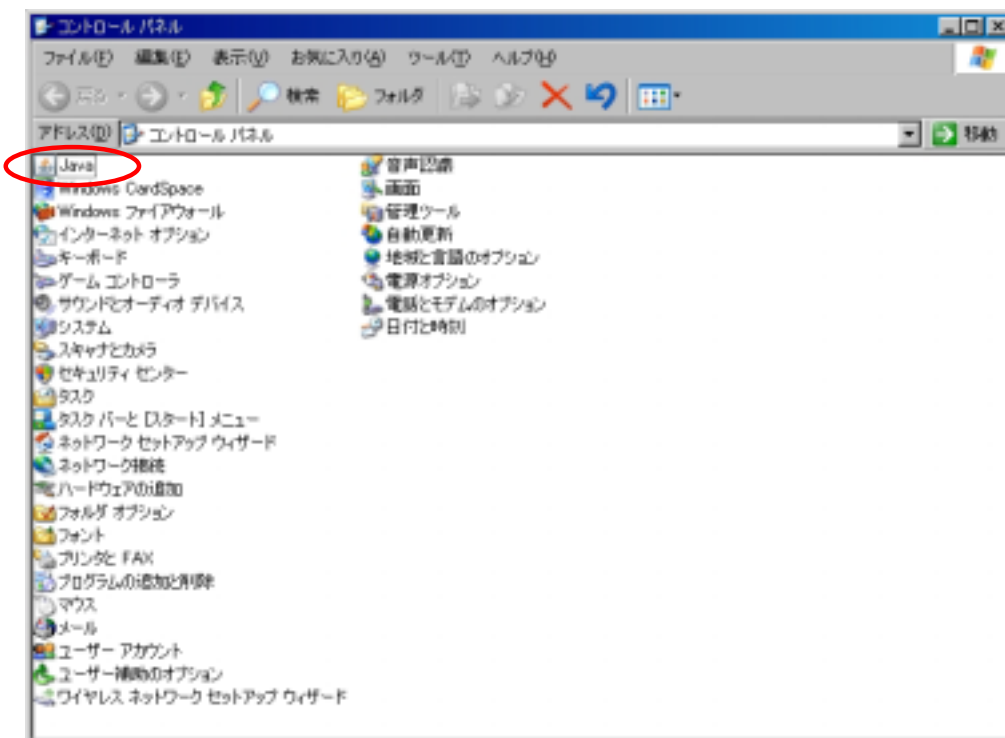 コントロール パネル
ファイル(F) 編集(E) 表示(V) お気に入り(A) ツール(T) ヘルプ(H)
戻る 検索 フォルダ
アドレス(D) コントロール パネル 移動
Java
Windows CardSpace
Windows ファイアウォール
インターネット オプション
キーボード
ゲーム コントローラ
サウンドとオーディオ デバイス
システム
スキャナとカメラ
セキュリティ センター
タスク
タスク バーと [スタート] メニュー
ネットワーク セットアップ ウィザード
ネットワーク接続
ハードウェアの追加
フォルダ オプション
フォント
プリンタと FAX
プログラムの追加と削除
マウス
メール
ユーザー アカウント
ユーザー補助のオプション
ワイヤレス ネットワーク セットアップ ウィザード
音声認識
画面
管理ツール
自動更新
地域と言語のオプション
電源オプション
電話とモデムのオプション
日付と時刻